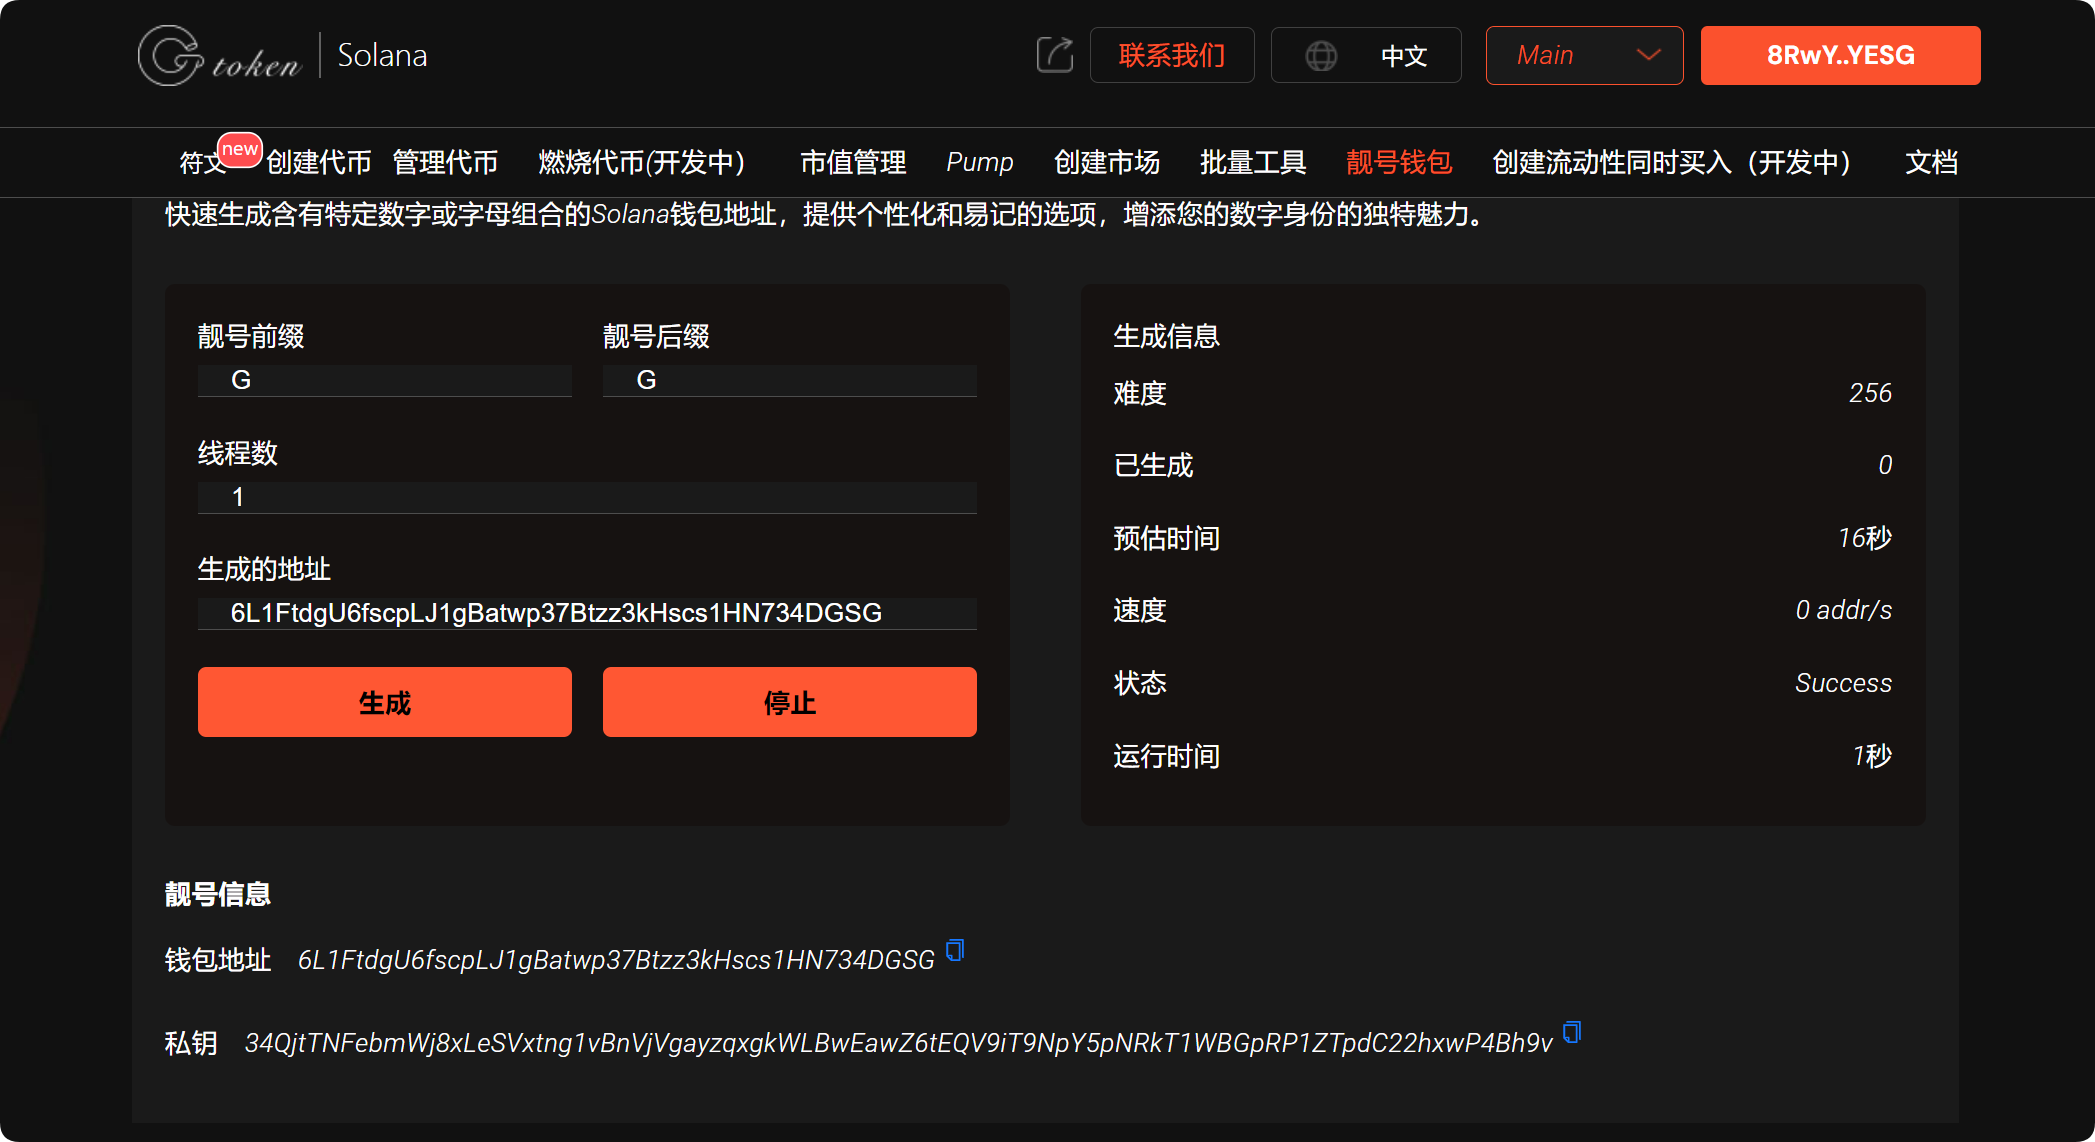 Gtoken | Solana
联系我们 中文 Main 8RwY..YESG
符文 new 创建代币 管理代币 燃烧代币(开发中） 市值管理 Pump 创建市场 批量工具 靓号钱包 创建流动性同时买入（开发中） 文档
快速生成含有特定数字或字母组合的Solana钱包地址，提供个性化和易记的选项，增添您的数字身份的独特魅力。
靓号前缀 靓号后缀
G G
线程数
1
生成的地址
6L1FtdgU6fscpLJ1gBatwp37Btzz3kHscs1HN734DGSG
生成 停止
生成信息
难度 256
已生成 0
预估时间 16秒
速度 0 addr/s
状态 Success
运行时间 1秒
靓号信息
钱包地址 6L1FtdgU6fscpLJ1gBatwp37Btzz3kHscs1HN734DGSG
私钥 34QjtTNFebmWj8xLeSVxtng1vBnVjVgayzqxgkWLBwEawZ6tEQV9iT9NpY5pNRkT1WBGpRP1ZTpdC22hxwP4Bh9v